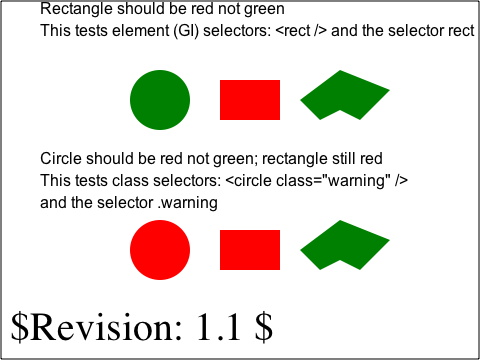 Rectangle should be red not green
This tests element (GI) selectors: <rect /> and the selector rect
Circle should be red not green; rectangle still red
This tests class selectors: <circle class="warning" />
and the selector .warning
$Revision: 1.1 $